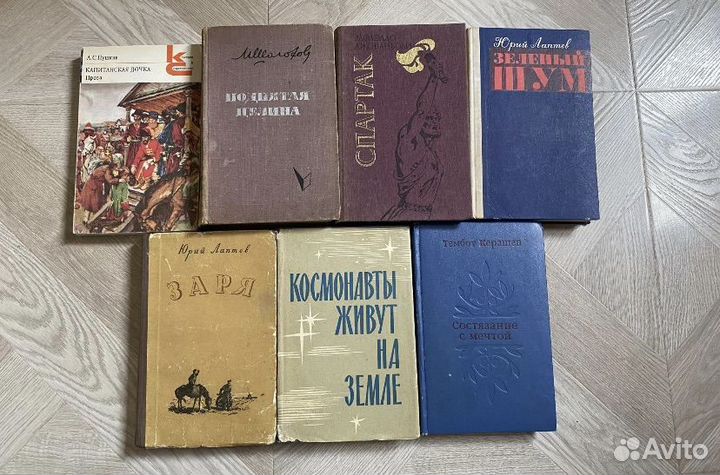 А.С.Пушкин
КАПИТАНСКАЯ ДОЧКА
Проза
М.Шолохов
ПОДНЯТАЯ
ЦЕЛИНА
СПАРТАК
Юрий Лаптев
ЗЕЛЕНЫЙ
ШУМ
Юрий Лаптев
ЗАРЯ
КОСМОНАВТЫ
ЖИВУТ
НА
ЗЕМЛЕ
Тембот Керашев
Состязание
с мечтой
Avito